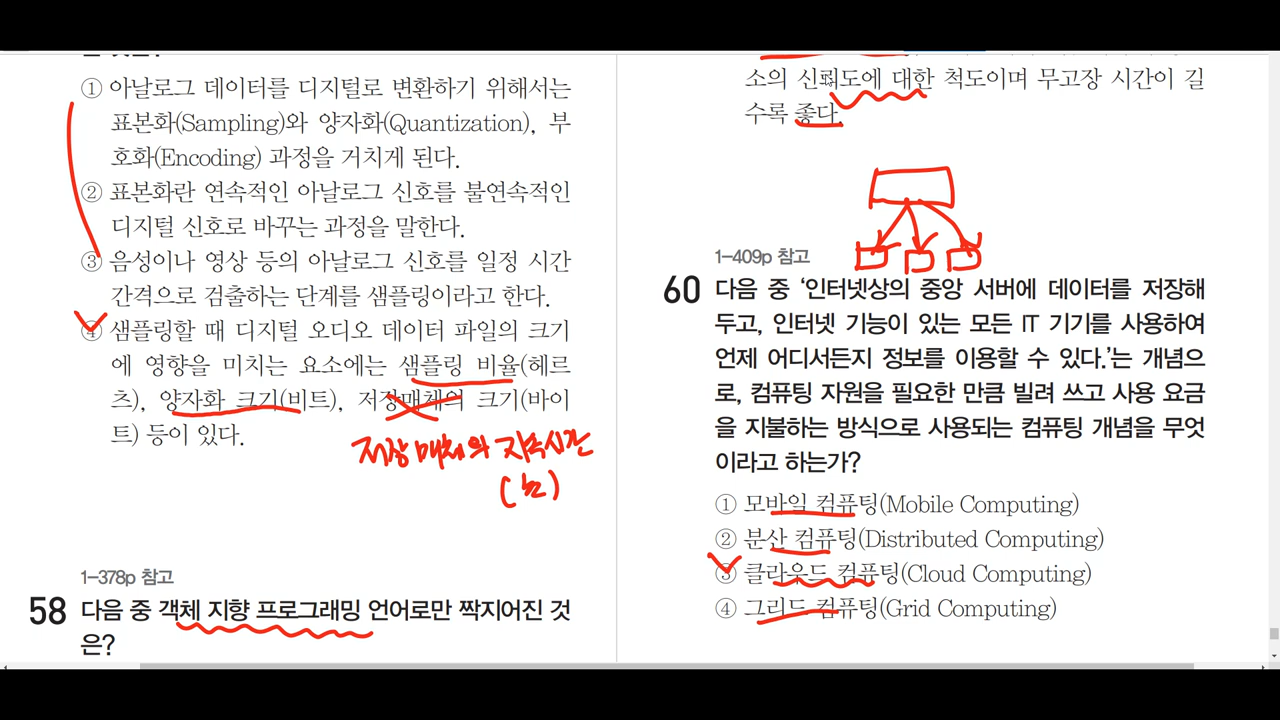 ① 아날로그 데이터를 디지털로 변환하기 위해서는
표본화(Sampling)와 양자화(Quantization), 부
호화(Encoding) 과정을 거치게 된다.
② 표본화란 연속적인 아날로그 신호를 불연속적인
디지털 신호로 바꾸는 과정을 말한다.
③ 음성이나 영상 등의 아날로그 신호를 일정 시간
간격으로 검출하는 단계를 샘플링이라고 한다.
④ 샘플링할 때 디지털 오디오 데이터 파일의 크기
에 영향을 미치는 요소에는 샘플링 비율(헤르
츠), 양자화 크기(비트), 저장매체의 크기(바이
트) 등이 있다.
저장 매체의 지속시간
(초)
1-378p 참고
58 다음 중 객체 지향 프로그래밍 언어로만 짝지어진 것
은?
소의 신뢰도에 대한 척도이며 무고장 시간이 길
수록 좋다.
1-409p 참고
60 다음 중 ‘인터넷상의 중앙 서버에 데이터를 저장해
두고, 인터넷 기능이 있는 모든 IT 기기를 사용하여
언제 어디서든지 정보를 이용할 수 있다.’는 개념으
로, 컴퓨팅 자원을 필요한 만큼 빌려 쓰고 사용 요금
을 지불하는 방식으로 사용되는 컴퓨팅 개념을 무엇
이라고 하는가?
① 모바일 컴퓨팅(Mobile Computing)
② 분산 컴퓨팅(Distributed Computing)
③ 클라우드 컴퓨팅(Cloud Computing)
④ 그리드 컴퓨팅(Grid Computing)